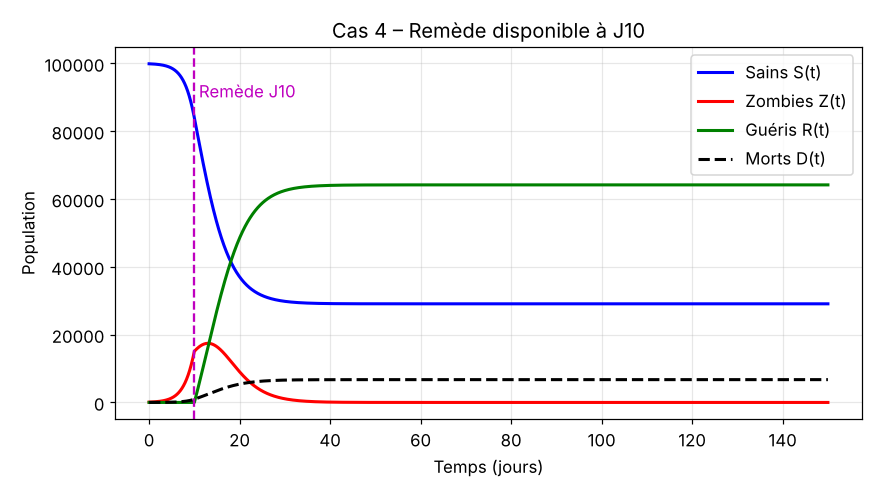 Cas 4 – Remède disponible à J10
Population
100000
80000
60000
40000
20000
0
Remède J10
Sains S(t)
Zombies Z(t)
Guéris R(t)
Morts D(t)
0 20 40 60 80 100 120 140
Temps (jours)